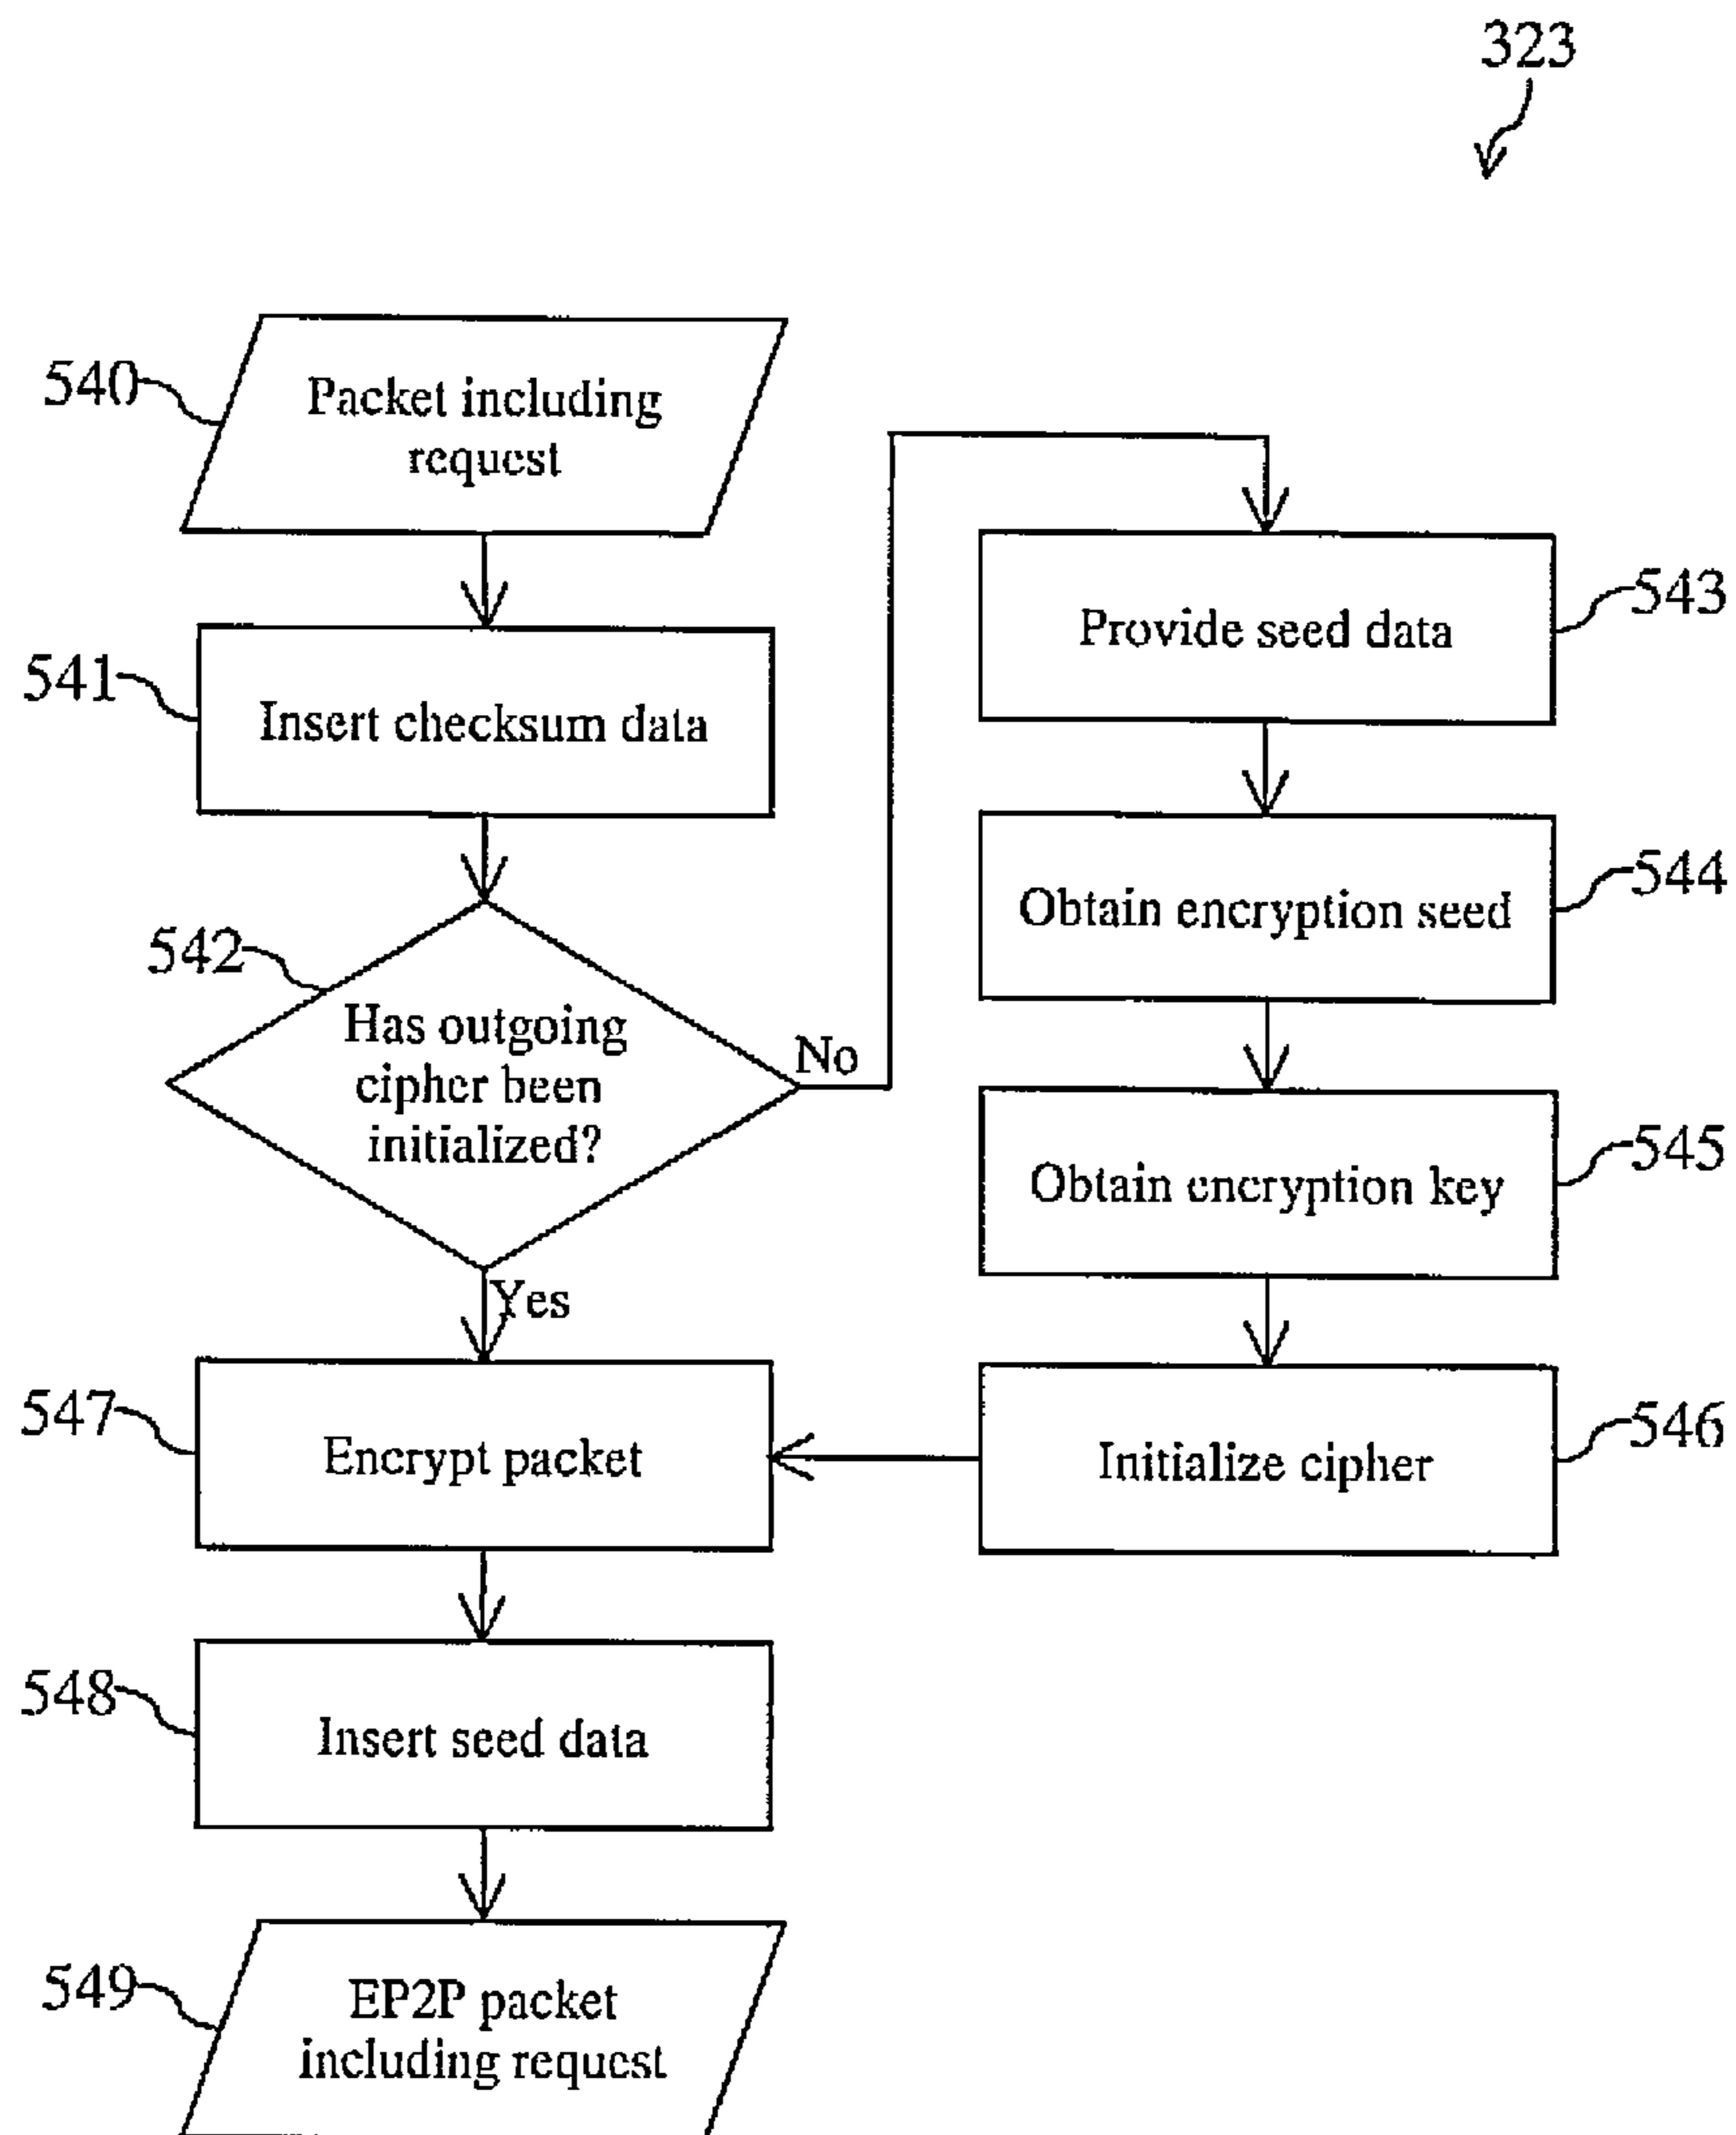 323
540
Packet including
request
541
Insert checksum data
542
Has outgoing
cipher been
initialized?
No
Yes
543
Provide seed data
544
Obtain encryption seed
545
Obtain encryption key
546
Initialize cipher
547
Encrypt packet
548
Insert seed data
549
EP2P packet
including request